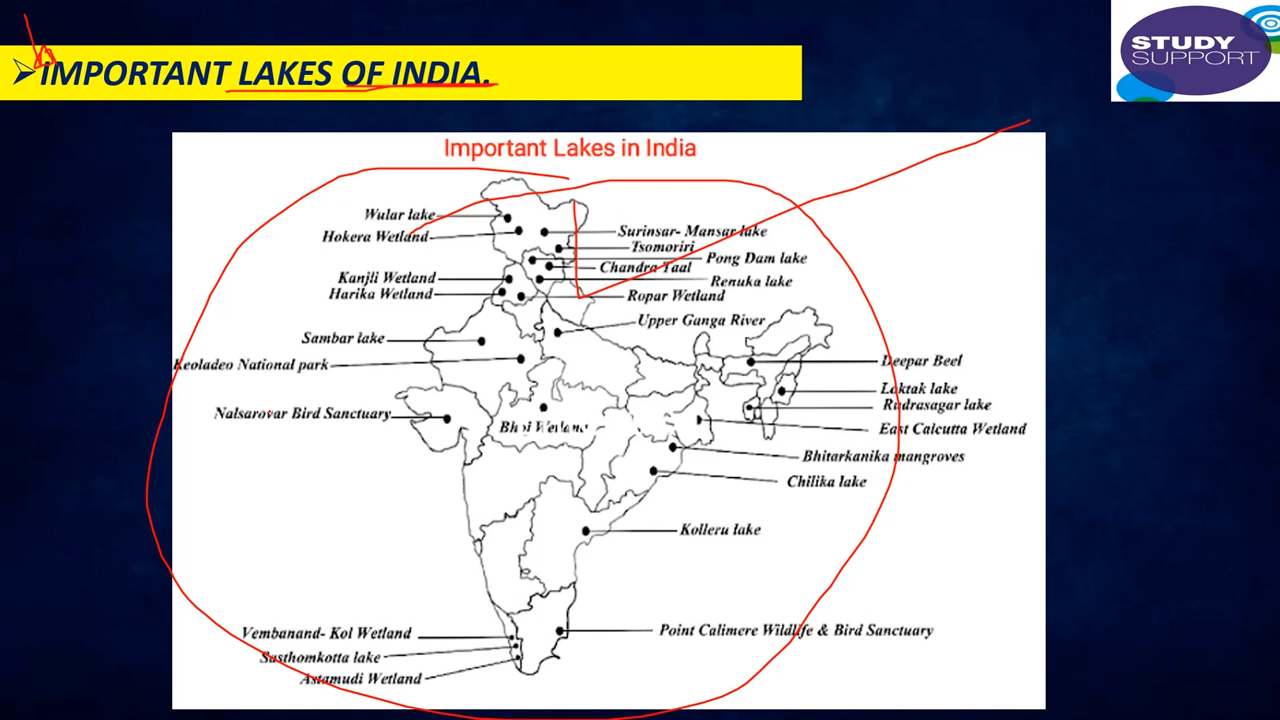 IMPORTANT LAKES OF INDIA.
STUDY
SUPPORT
Important Lakes in India
Wular lake
Hokera Wetland
Surinsar- Mansar lake
Tsomoriri
Pong Dam lake
Chandra Taal
Kanjli Wetland
Renuka lake
Harika Wetland
Ropar Wetland
Upper Ganga River
Sambar lake
Keoladeo National park
Deepar Beel
Laktak lake
Rudrasagar lake
Nalsarovar Bird Sanctuary
Wetland
East Calcutta Wetland
Bhitarkanika mangroves
Chilika lake
Kolleru lake
Vembanand- Kol Wetland
Point Calimere Wildlife & Bird Sanctuary
Sasthomkotta lake
Astamudi Wetland